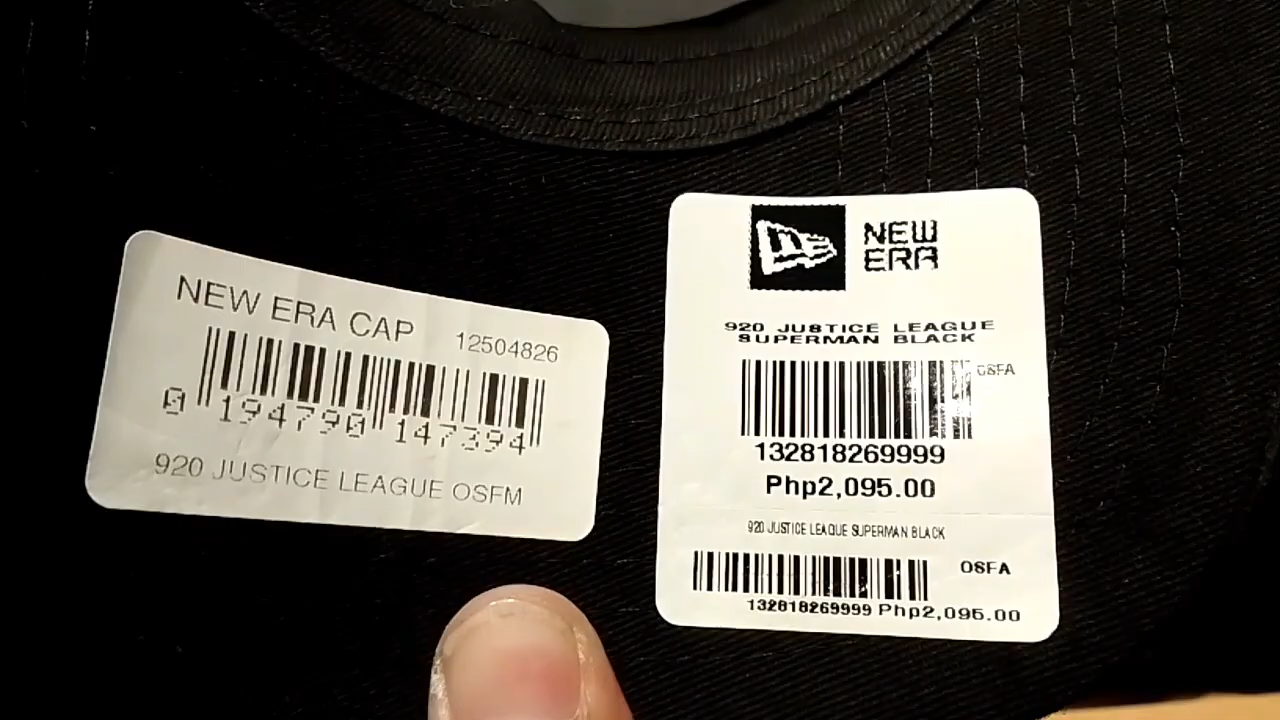 NEW ERA CAP 12504826
0 194790 147394
920 JUSTICE LEAGUE OSFM
NEW
ERA
920 JUSTICE LEAGUE
SUPERMAN BLACK
OSFA
132818269999
Php2,095.00
920 JUSTICE LEAGUE SUPERMAN BLACK
OSFA
132818269999 Php2,095.00